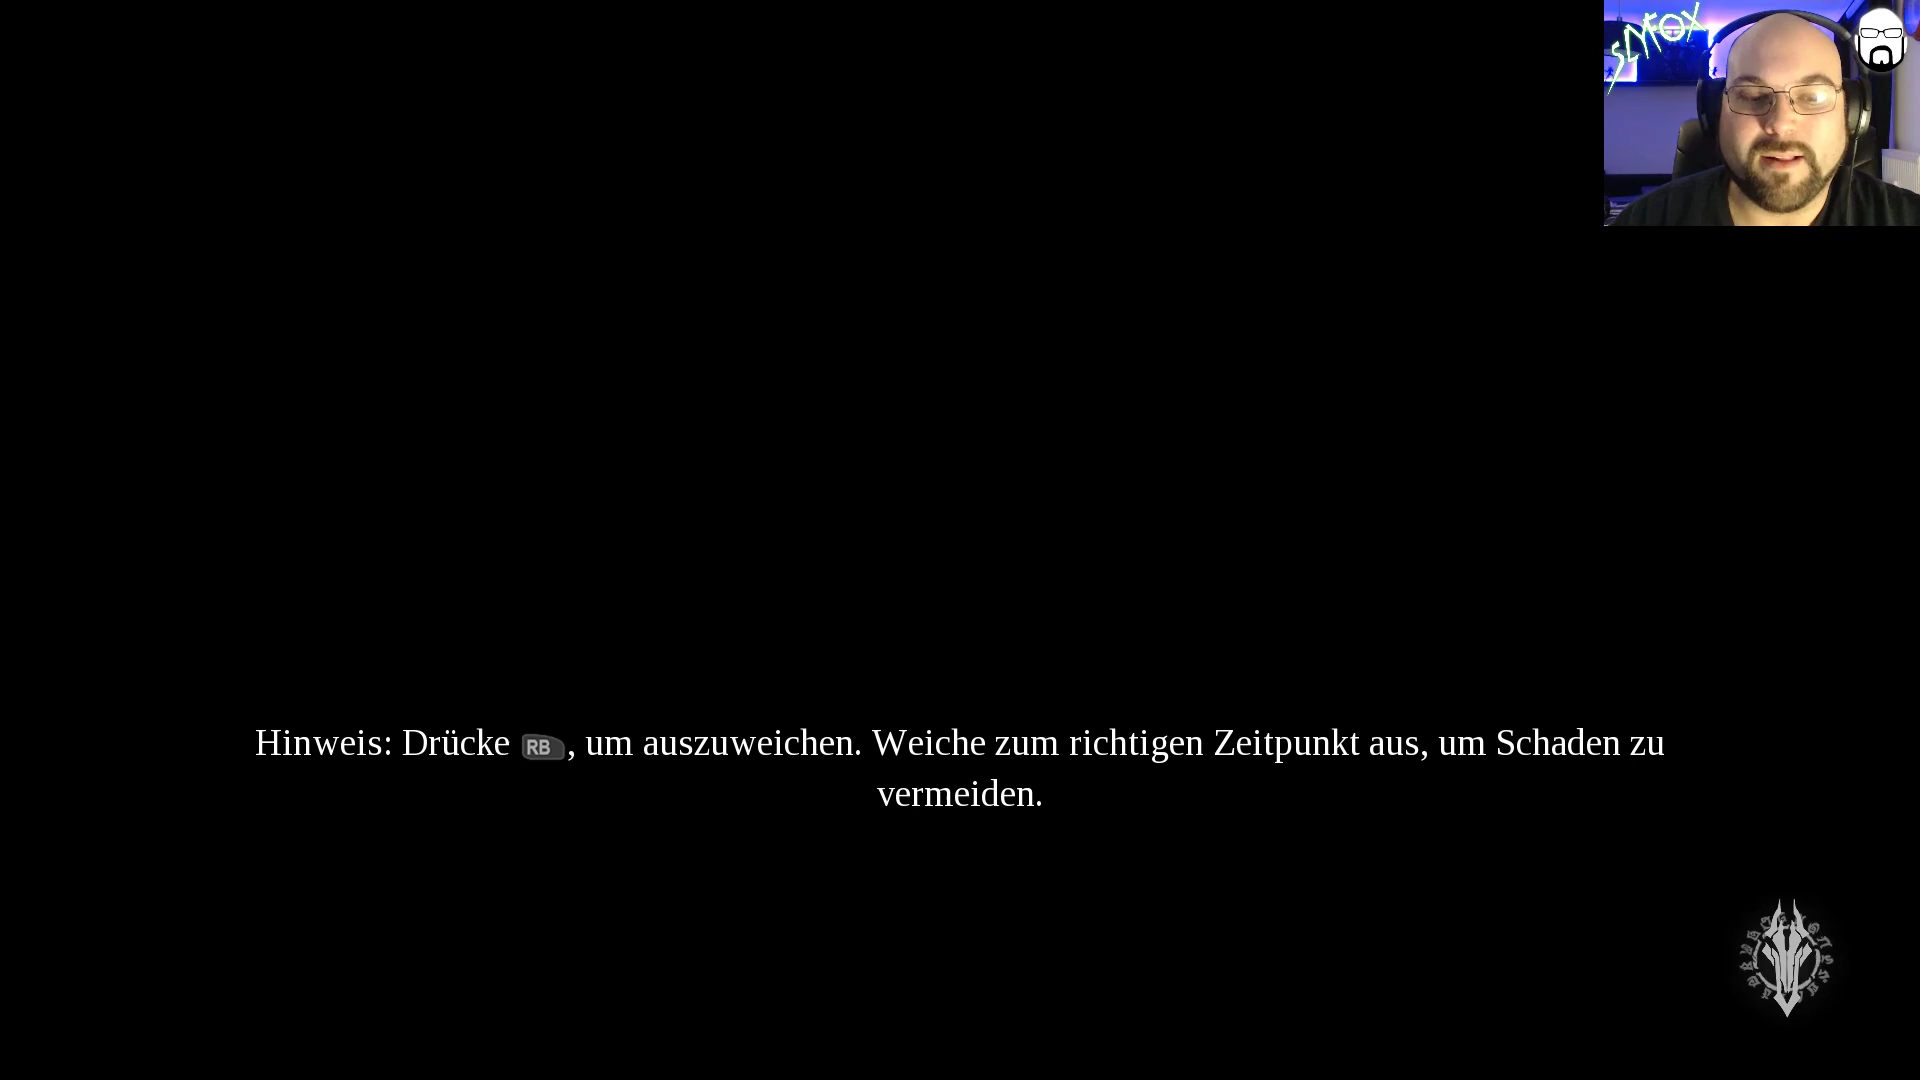 SLYFOX
Hinweis: Drücke RB, um auszuweichen. Weiche zum richtigen Zeitpunkt aus, um Schaden zu
vermeiden.